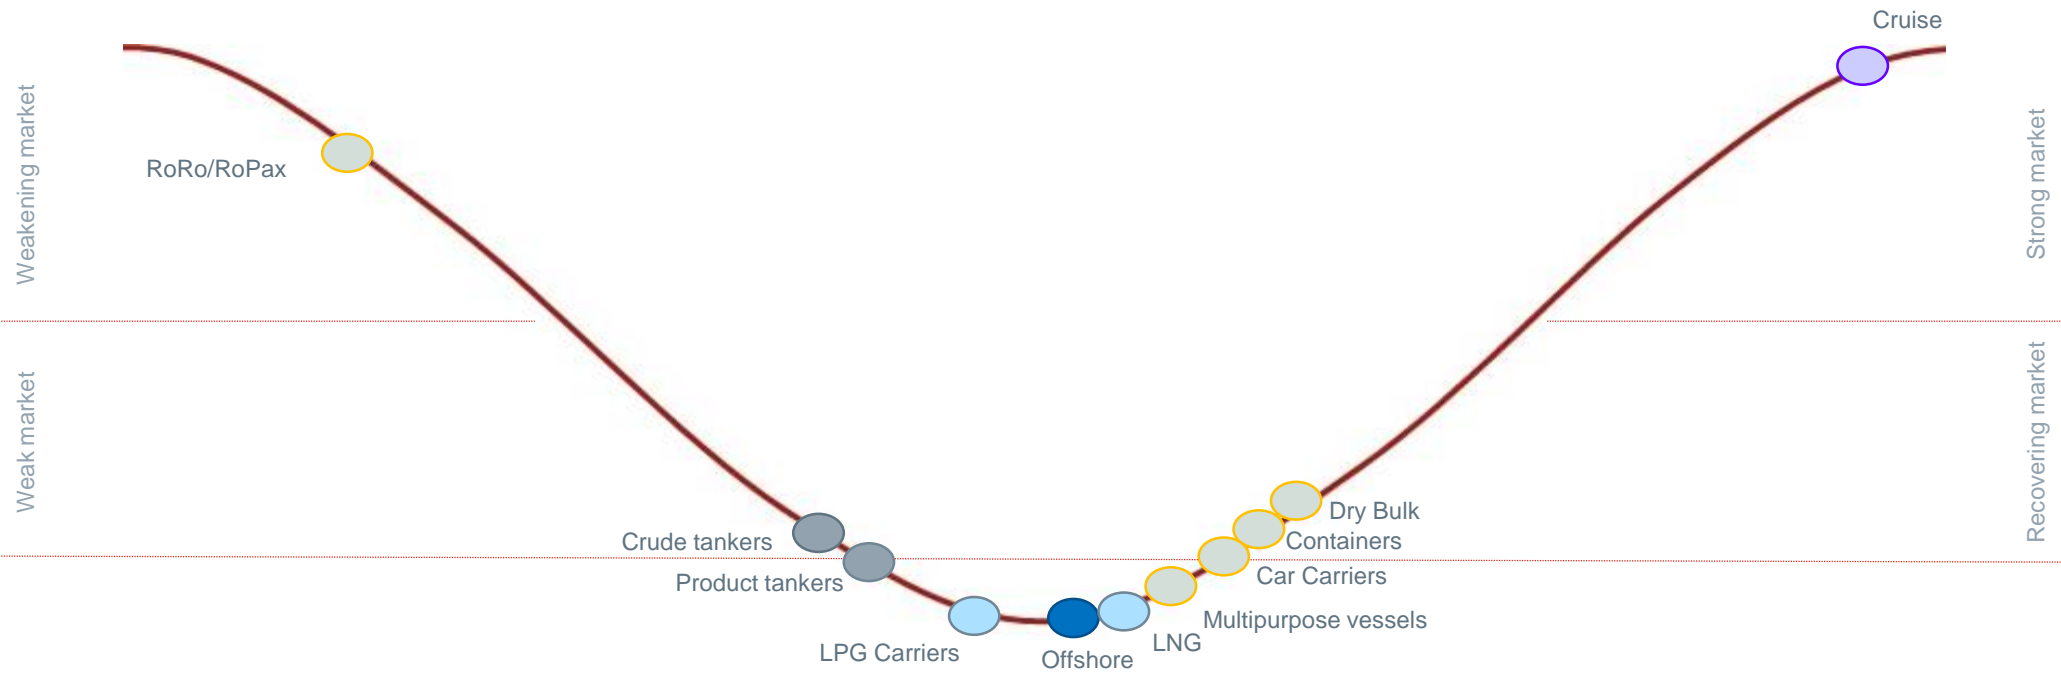 Cruise
Weakening market
Strong market
RoRo/RoPax
Weak market
Recovering market
Dry Bulk
Crude tankers
Containers
Car Carriers
Product tankers
Multipurpose vessels
LNG
LPG Carriers
Offshore